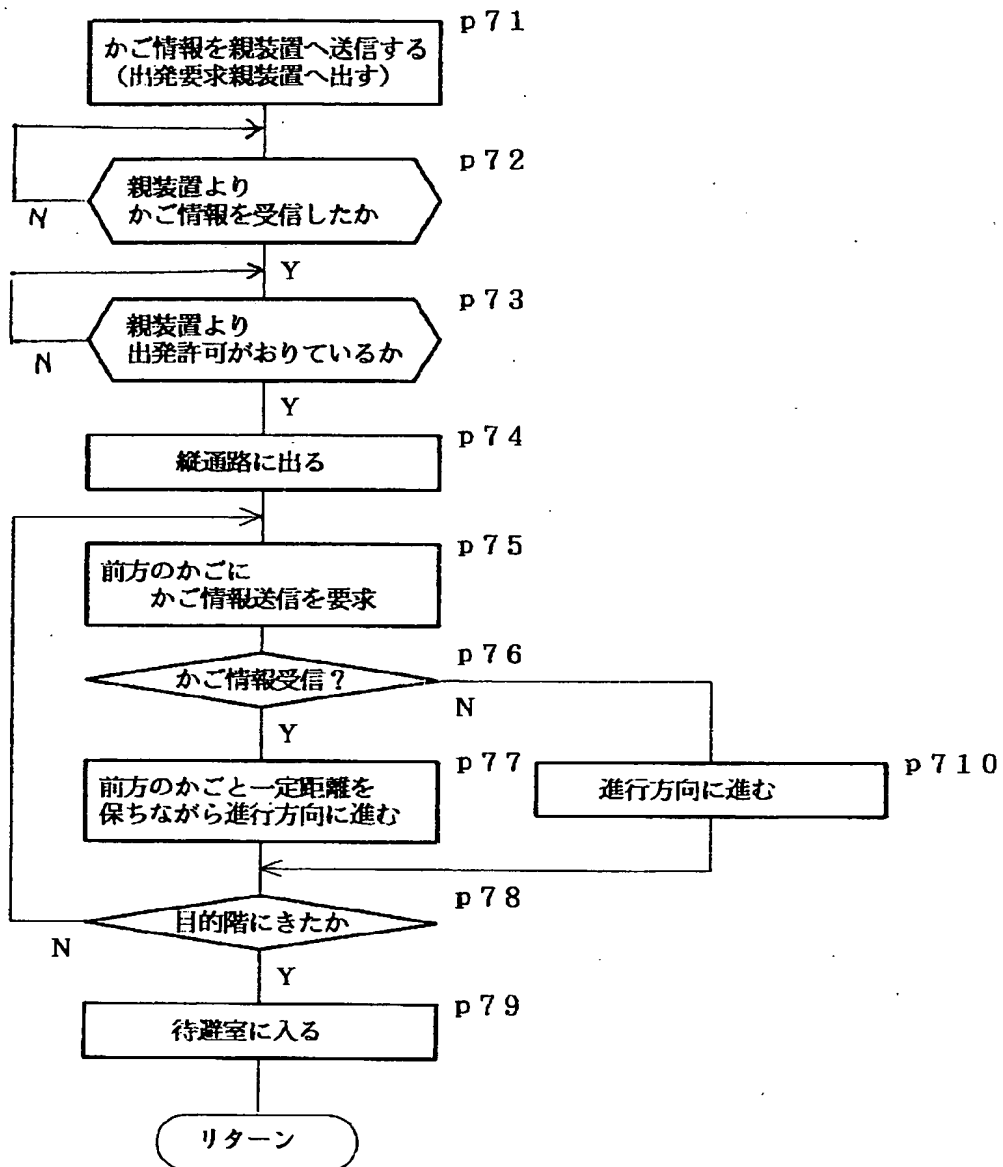 p71
かご情報を親装置へ送信する
(出発要求親装置へ出す)
p72
親装置より
かご情報を受信したか
N
Y
p73
親装置より
出発許可がおりているか
N
Y
p74
縦通路に出る
p75
前方のかごに
かご情報送信を要求
p76
かご情報受信?
N
Y
p77
前方のかごと一定距離を
保ちながら進行方向に進む
p710
進行方向に進む
p78
目的階にきたか
N
Y
p79
待避室に入る
リターン